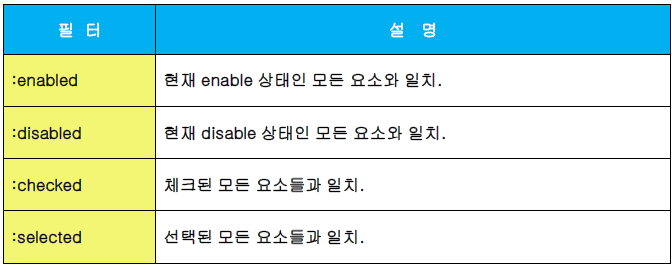 필 터 설 명
:enabled 현재 enable 상태인 모든 요소와 일치.
:disabled 현재 disable 상태인 모든 요소와 일치.
:checked 체크된 모든 요소들과 일치.
:selected 선택된 모든 요소들과 일치.